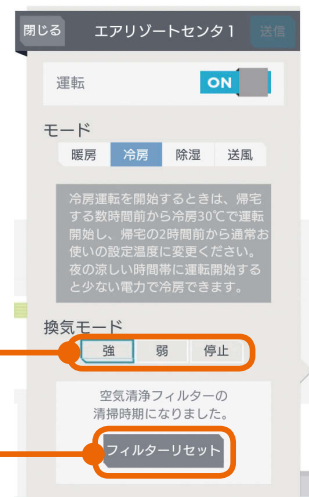 閉じる エアリゾートセンタ1 送信
運転 ON
モード
暖房 冷房 除湿 送風
冷房運転を開始するときは、帰宅
する数時間前から冷房30℃で運転
開始し、帰宅の2時間前から通常お
使いの設定温度に変更ください。
夜の涼しい時間帯に運転開始する
と少ない電力で冷房できます。
換気モード
強 弱 停止
空気清浄フィルターの
清掃時期になりました。
フィルターリセット